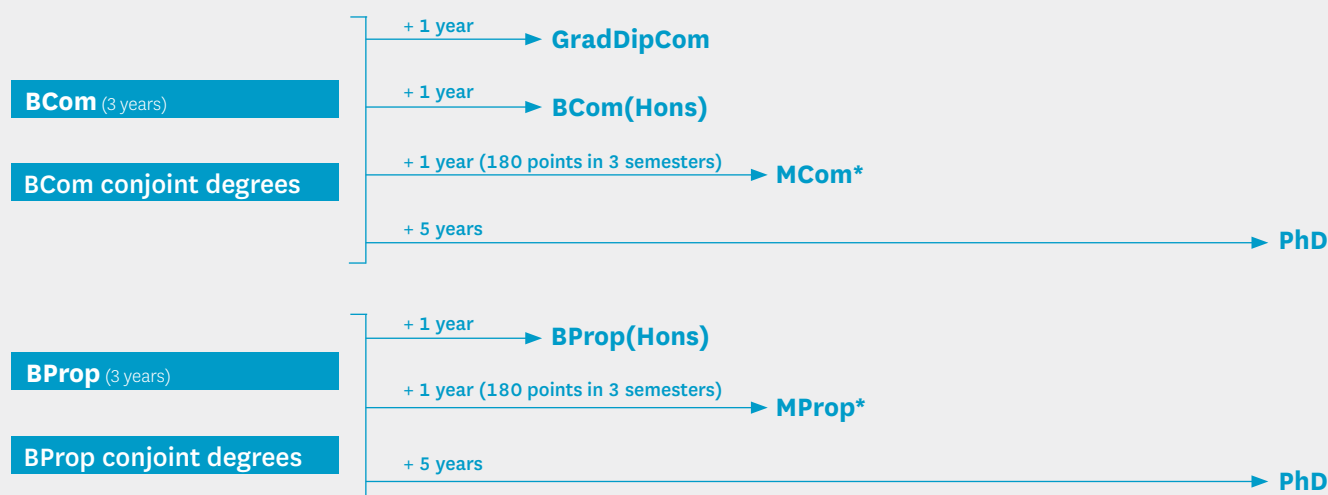 + 1 year
GradDipCom
BCom (3 years)
+ 1 year
BCom(Hons)
BCom conjoint degrees
+ 1 year (180 points in 3 semesters)
MCom*
+ 5 years
PhD
+ 1 year
BProp(Hons)
BProp (3 years)
+ 1 year (180 points in 3 semesters)
MProp*
BProp conjoint degrees
+ 5 years
PhD